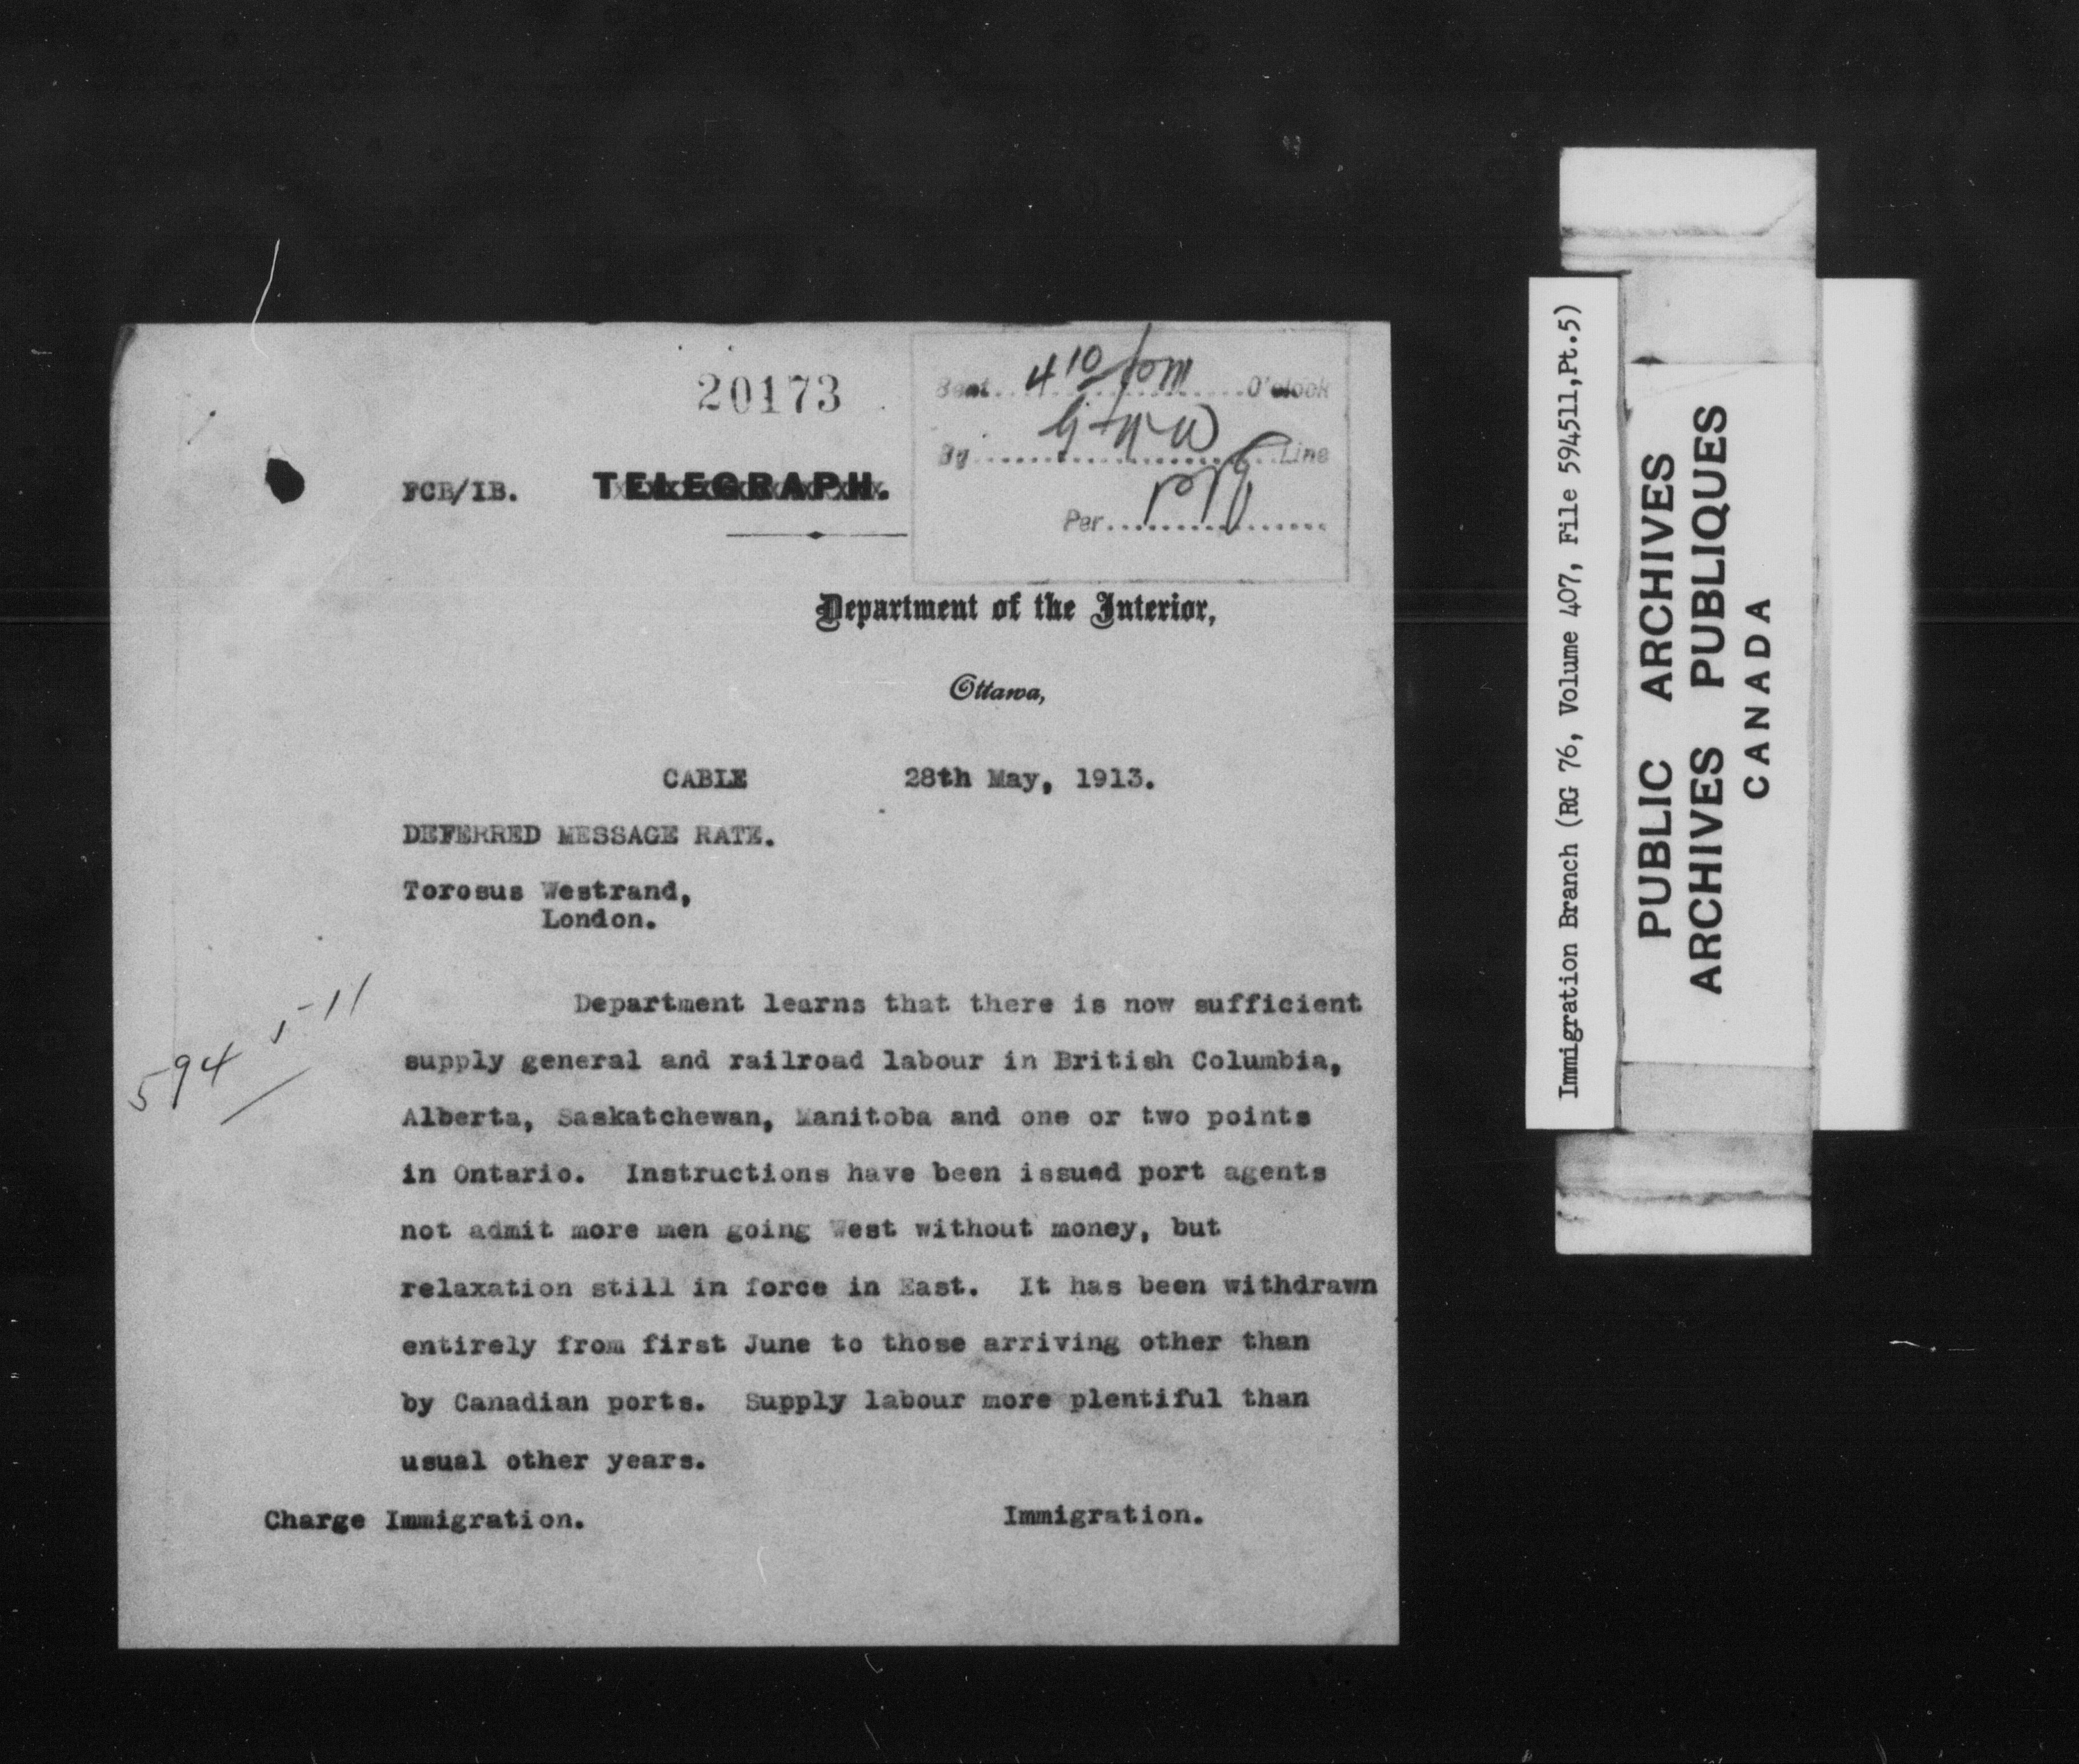 20173
Sent 4 10 pm O'clock
By G N W Line
Per
FCB/IB. TELEGRAPH.
Department of the Interior,
Ottawa,
CABLE 28th May, 1913.
DEFERRED MESSAGE RATE.
Torosus Westrand,
London.
594511
Department learns that there is now sufficient
supply general and railroad labour in British Columbia,
Alberta, Saskatchewan, Manitoba and one or two points
in Ontario. Instructions have been issued port agents
not admit more men going West without money, but
relaxation still in force in East. It has been withdrawn
entirely from first June to those arriving other than
by Canadian ports. Supply labour more plentiful than
usual other years.
Charge Immigration. Immigration.
Immigration Branch (RG 76, Volume 407, File 594511,Pt.5)
PUBLIC ARCHIVES
ARCHIVES PUBLIQUES
CANADA